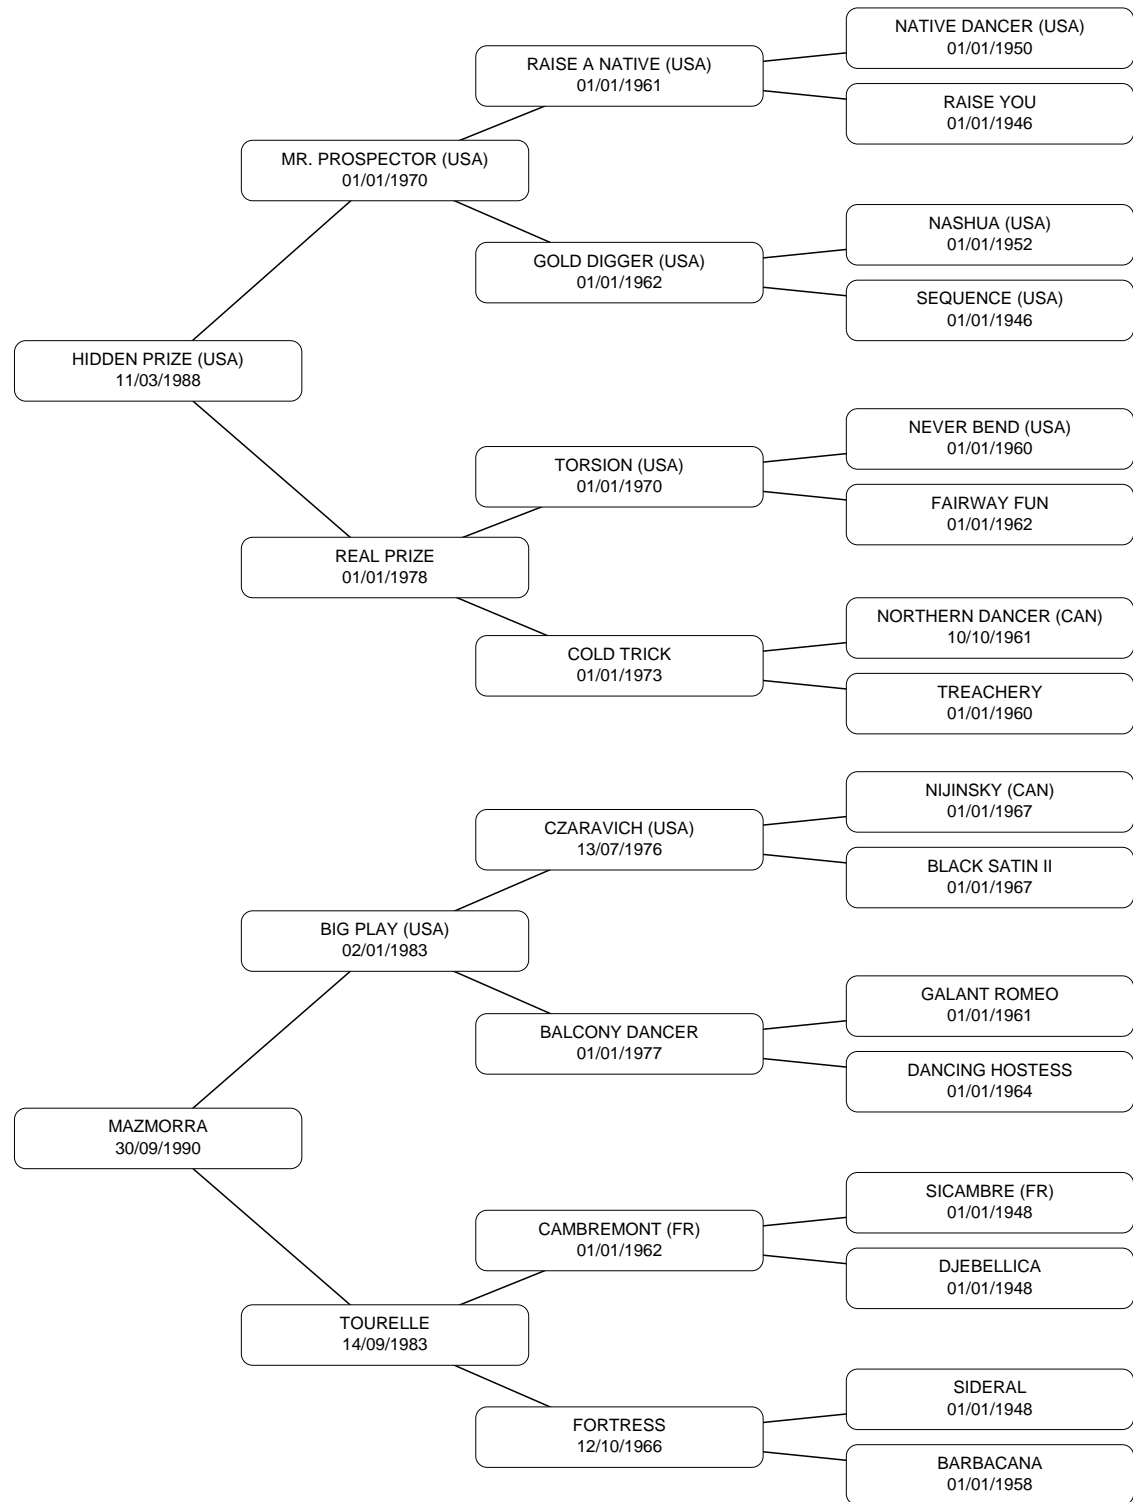 NATIVE DANCER (USA)
01/01/1950
RAISE A NATIVE (USA)
01/01/1961
RAISE YOU
01/01/1946
MR. PROSPECTOR (USA)
01/01/1970
NASHUA (USA)
01/01/1952
GOLD DIGGER (USA)
01/01/1962
SEQUENCE (USA)
01/01/1946
HIDDEN PRIZE (USA)
11/03/1988
NEVER BEND (USA)
01/01/1960
TORSION (USA)
01/01/1970
FAIRWAY FUN
01/01/1962
REAL PRIZE
01/01/1978
NORTHERN DANCER (CAN)
10/10/1961
COLD TRICK
01/01/1973
TREACHERY
01/01/1960
NIJINSKY (CAN)
01/01/1967
CZARAVICH (USA)
13/07/1976
BLACK SATIN II
01/01/1967
BIG PLAY (USA)
02/01/1983
GALANT ROMEO
01/01/1961
BALCONY DANCER
01/01/1977
DANCING HOSTESS
01/01/1964
MAZMORRA
30/09/1990
SICAMBRE (FR)
01/01/1948
CAMBREMONT (FR)
01/01/1962
DJEBELLICA
01/01/1948
TOURELLE
14/09/1983
SIDERAL
01/01/1948
FORTRESS
12/10/1966
BARBACANA
01/01/1958